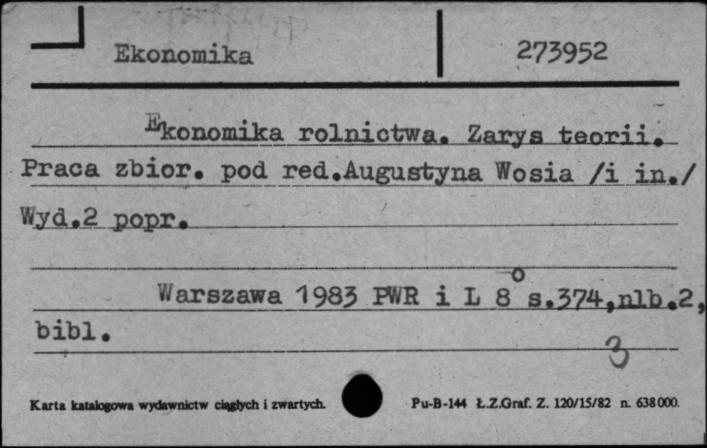 Ekonomika 273952
Ekonomika rolnictwa. Zarys teorii.
Praca zbior. pod red.Augustyna Wosia /i in./
Wyd.2 popr.
Warszawa 1983 PWR i L 8° s.374,nlb.2,
bibl.
3
Karta katalogowa wydawnictw ciągłych i zwartych. Pu-B-144 Ł.Z.Graf. Z. 120/15/82 n. 638000.